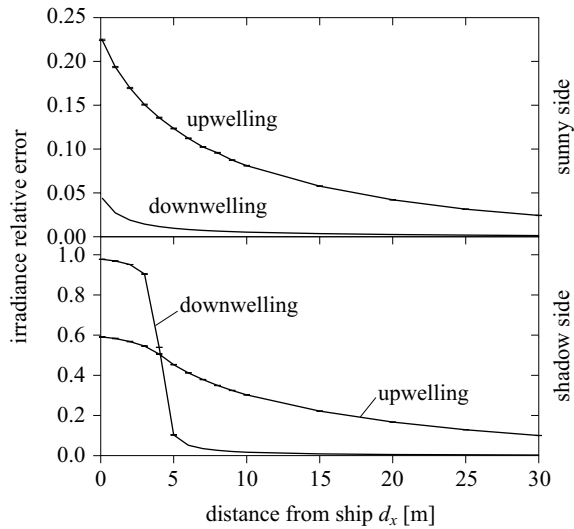 0.25
0.20
0.15
0.10
0.05
0.00
upwelling
downwelling
sunny side
irradiance relative error
1.0
0.8
0.6
0.4
0.2
0.0
downwelling
upwelling
shadow side
0 5 10 15 20 25 30
distance from ship dₓ [m]